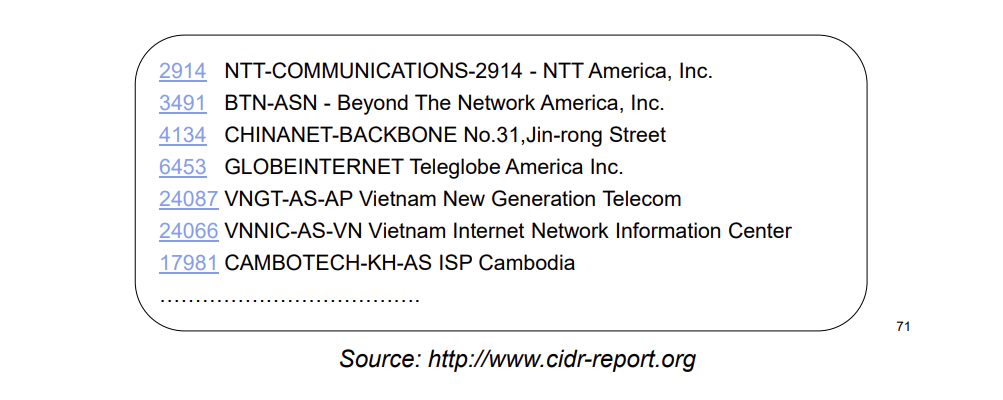 2914 NTT-COMMUNICATIONS-2914 - NTT America, Inc.
3491 BTN-ASN - Beyond The Network America, Inc.
4134 CHINANET-BACKBONE No.31,Jin-rong Street
6453 GLOBEINTERNET Teleglobe America Inc.
24087 VNGT-AS-AP Vietnam New Generation Telecom
24066 VNNIC-AS-VN Vietnam Internet Network Information Center
17981 CAMBOTECH-KH-AS ISP Cambodia
………………………………….
71
Source: http://www.cidr-report.org